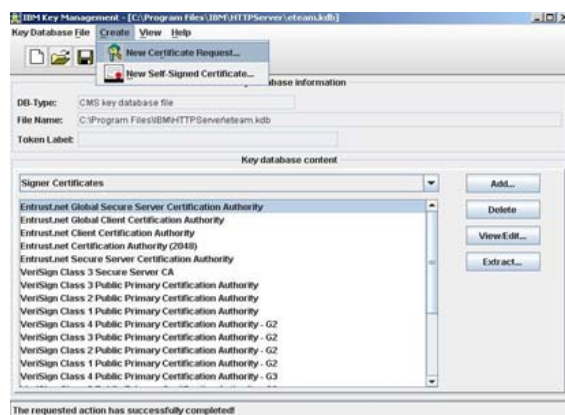 IBM Key Management - [C:\Program Files\IBM\HTTPServer\eteam.kdb]
Key Database File Create View Help
New Certificate Request...
New Self-Signed Certificate...
abase information
DB-Type: CMS key database file
File Name: C:\Program Files\IBM\HTTPServer\eteam.kdb
Token Label:
Key database content
Signer Certificates
Add...
Entrust.net Global Secure Server Certification Authority
Delete
Entrust.net Global Client Certification Authority
Entrust.net Client Certification Authority
View/Edit...
Entrust.net Certification Authority (2048)
Entrust.net Secure Server Certification Authority
Extract...
VeriSign Class 3 Secure Server CA
VeriSign Class 3 Public Primary Certification Authority
VeriSign Class 2 Public Primary Certification Authority
VeriSign Class 1 Public Primary Certification Authority
VeriSign Class 4 Public Primary Certification Authority - G2
VeriSign Class 3 Public Primary Certification Authority - G2
VeriSign Class 2 Public Primary Certification Authority - G2
VeriSign Class 1 Public Primary Certification Authority - G2
VeriSign Class 4 Public Primary Certification Authority - G3
The requested action has successfully completed!